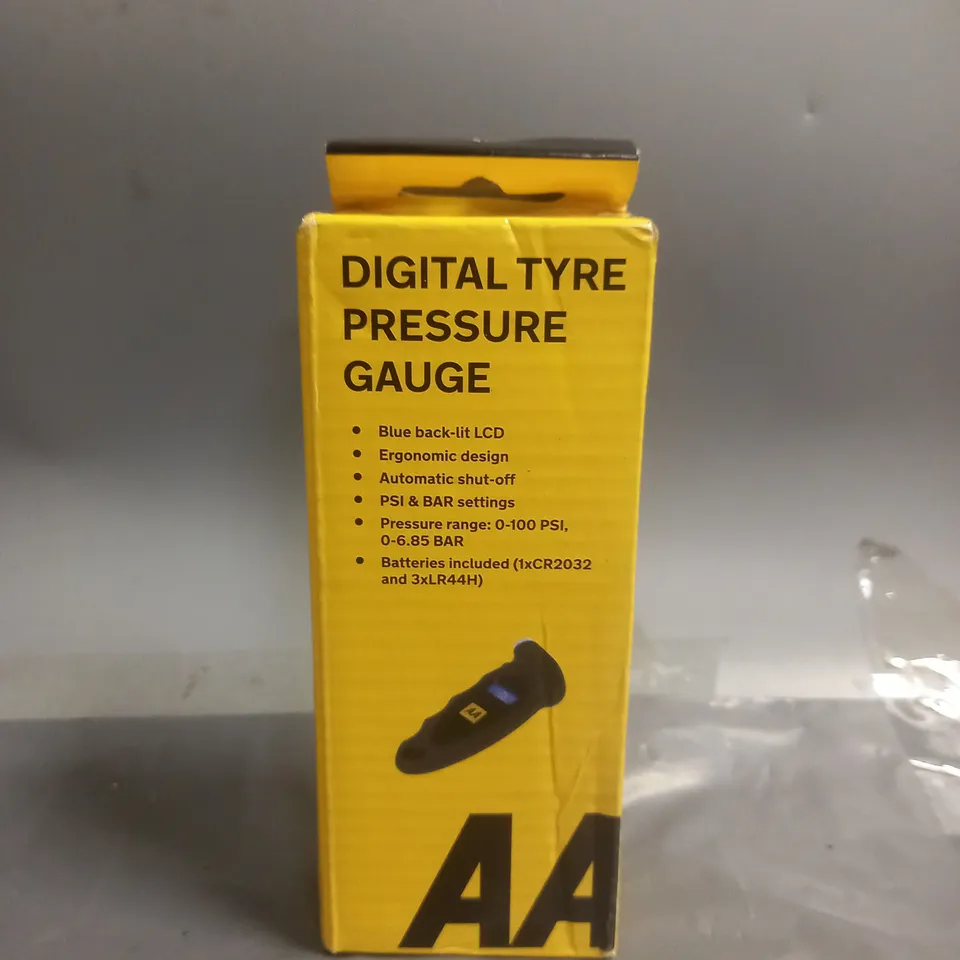 DIGITAL TYRE
PRESSURE
GAUGE
• Blue back-lit LCD
• Ergonomic design
• Automatic shut-off
• PSI & BAR settings
• Pressure range: 0-100 PSI,
0-6.85 BAR
• Batteries included (1xCR2032
and 3xLR44H)
AA
AA